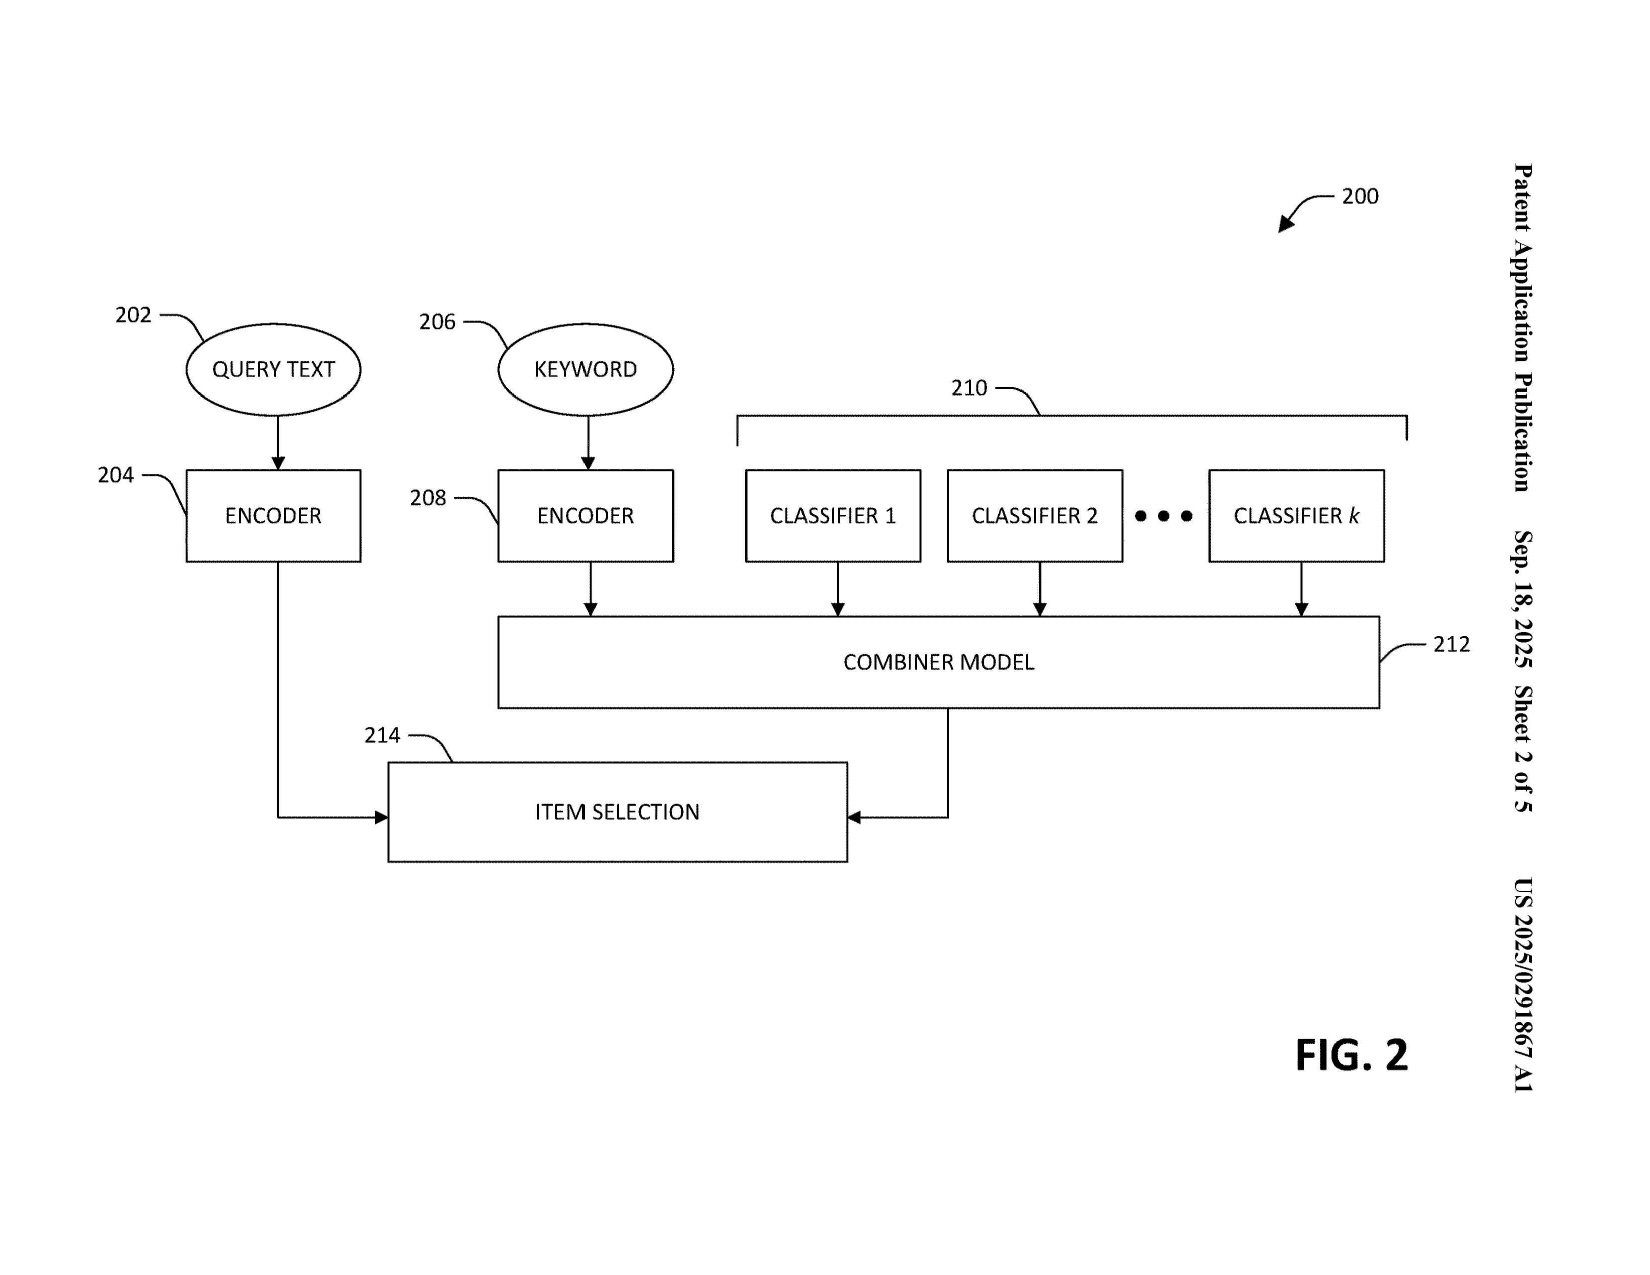 Patent Application Publication Sep. 18, 2025 Sheet 2 of 5 US 2025/0291867 A1
200
202
QUERY TEXT
206
KEYWORD
210
204
ENCODER
208
ENCODER
CLASSIFIER 1
CLASSIFIER 2
CLASSIFIER k
COMBINER MODEL
212
214
ITEM SELECTION
FIG. 2